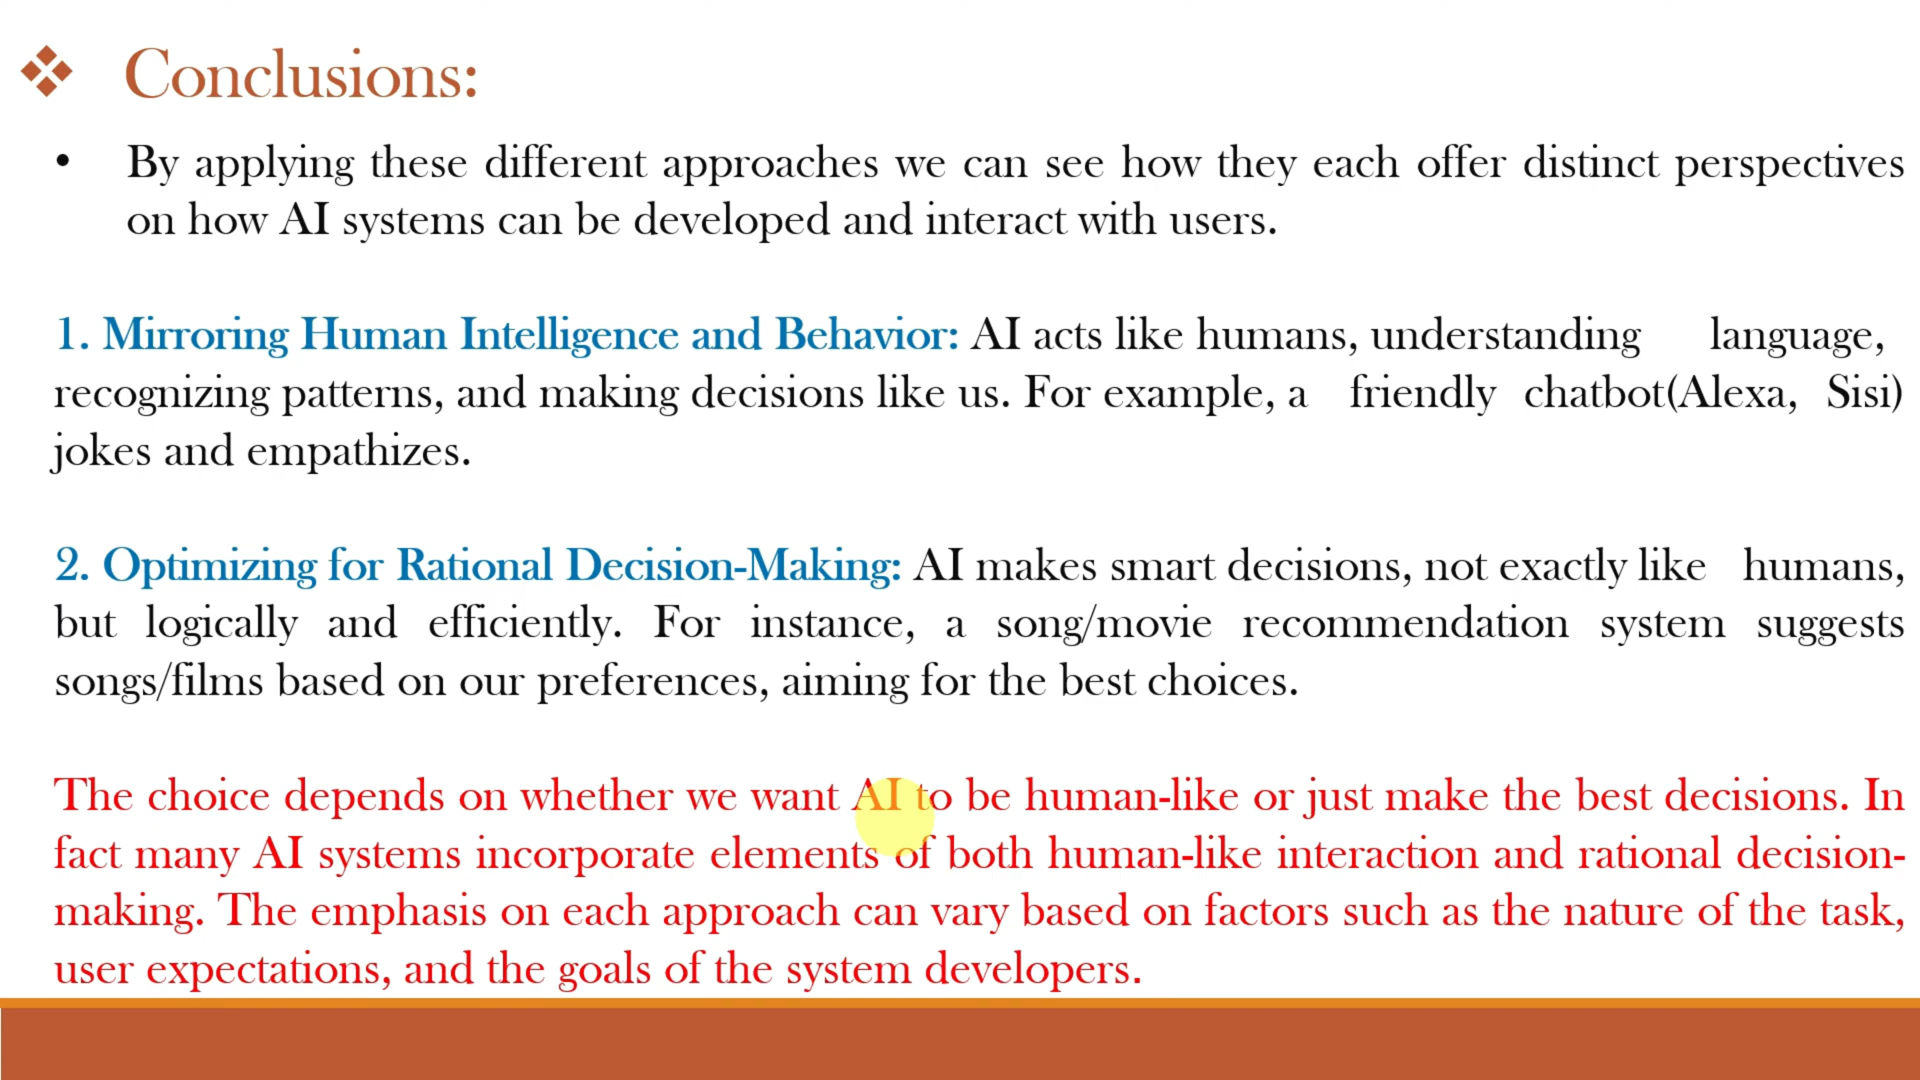 ❖ Conclusions:
• By applying these different approaches we can see how they each offer distinct perspectives
on how AI systems can be developed and interact with users.
1. Mirroring Human Intelligence and Behavior: AI acts like humans, understanding language,
recognizing patterns, and making decisions like us. For example, a friendly chatbot(Alexa, Sisi)
jokes and empathizes.
2. Optimizing for Rational Decision-Making: AI makes smart decisions, not exactly like humans,
but logically and efficiently. For instance, a song/movie recommendation system suggests
songs/films based on our preferences, aiming for the best choices.
The choice depends on whether we want AI to be human-like or just make the best decisions. In
fact many AI systems incorporate elements of both human-like interaction and rational decision-
making. The emphasis on each approach can vary based on factors such as the nature of the task,
user expectations, and the goals of the system developers.